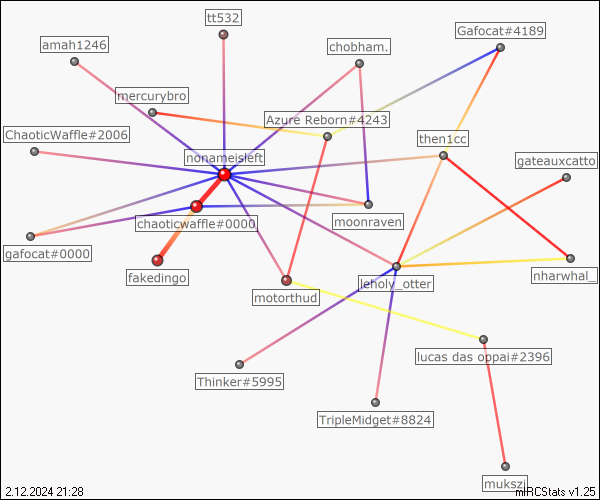 tt532
Gafocat#4189
amah1246
chobham.
mercurybro
Azure Reborn#4243
ChaoticWaffle#2006
then1cc
nonameisleft
gateauxcatto
chaoticwaffle#0000
moonraven
gafocat#0000
fakedingo
leholy_otter
nharwhal_
motorthud
lucas das oppai#2396
Thinker#5995
TripleMidget#8824
mukszi
2.12.2024 21:28
mIRCStats v1.25